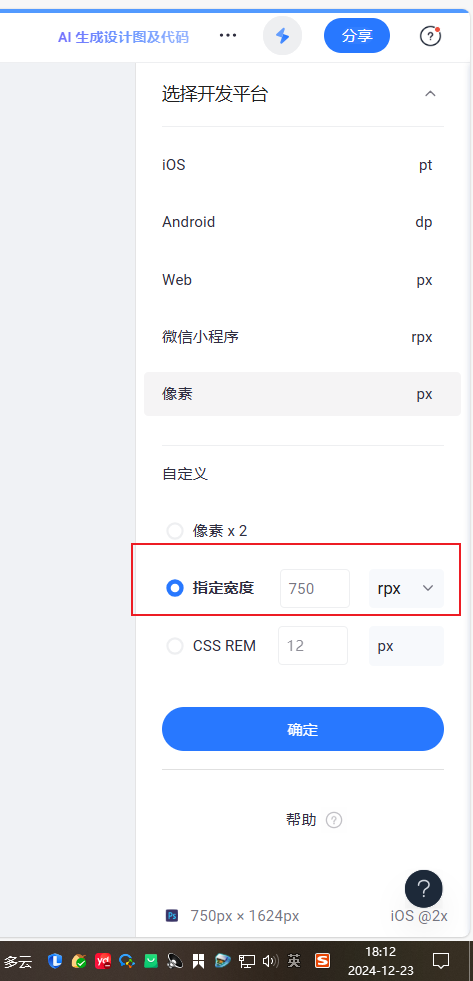 AI 生成设计图及代码 ··· 分享 ?
选择开发平台
iOS pt
Android dp
Web px
微信小程序 rpx
像素 px
自定义
像素 x 2
指定宽度 750 rpx
CSS REM 12 px
确定
帮助 ?
?
Ps 750px × 1624px iOS @2x
多云 英 S 18:12
2024-12-23